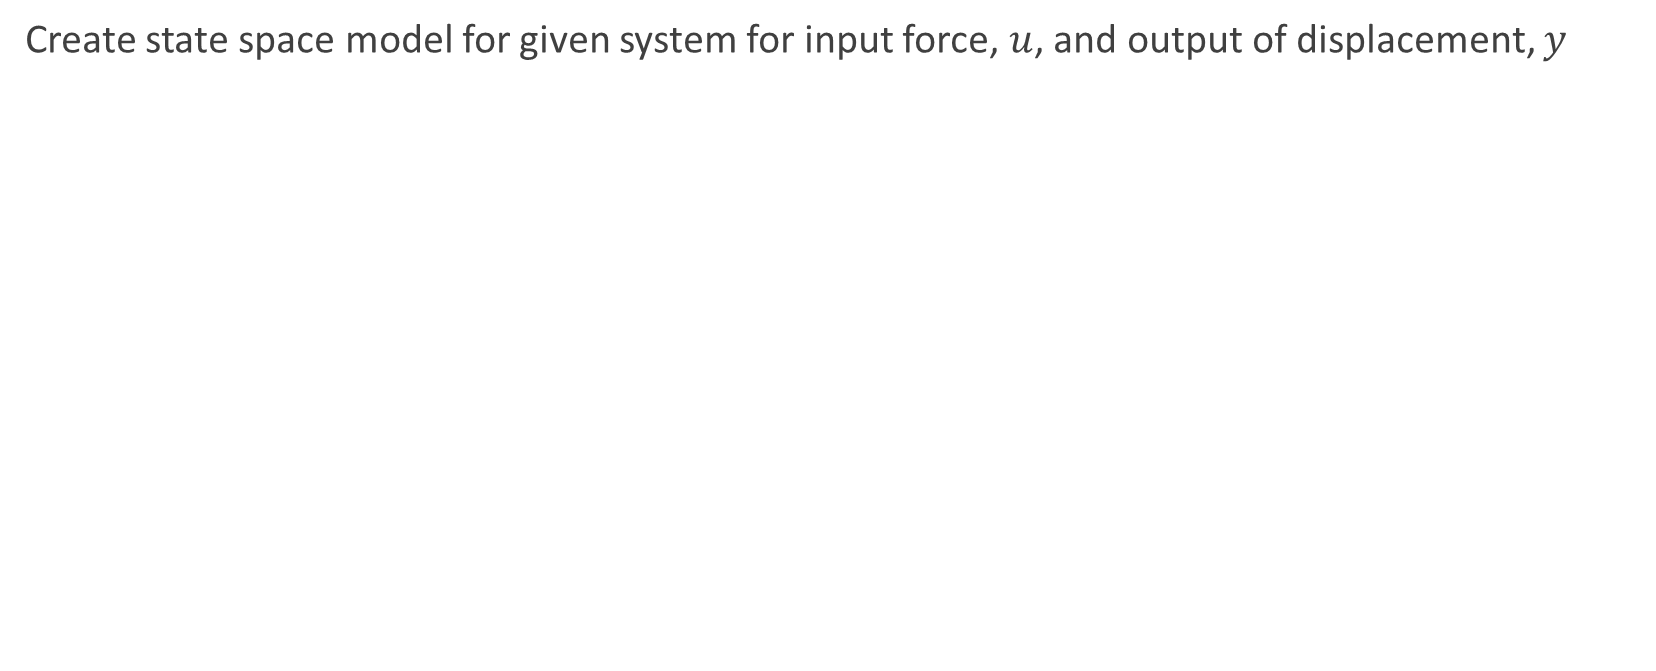 Create state space model for given system for input force, u, and output of displacement, y